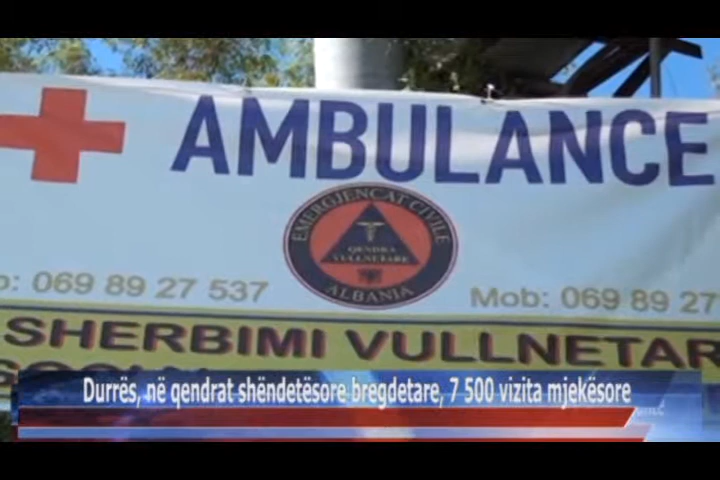 AMBULANCE
EMERGJENCAT CIVILE
QENDRA
VULLNETARE
ALBANIA
069 89 27 537
Mob: 069 89 27
SHERBIMI VULLNETAR
Durrës, në qendrat shëndetësore bregdetare, 7 500 vizita mjekësore